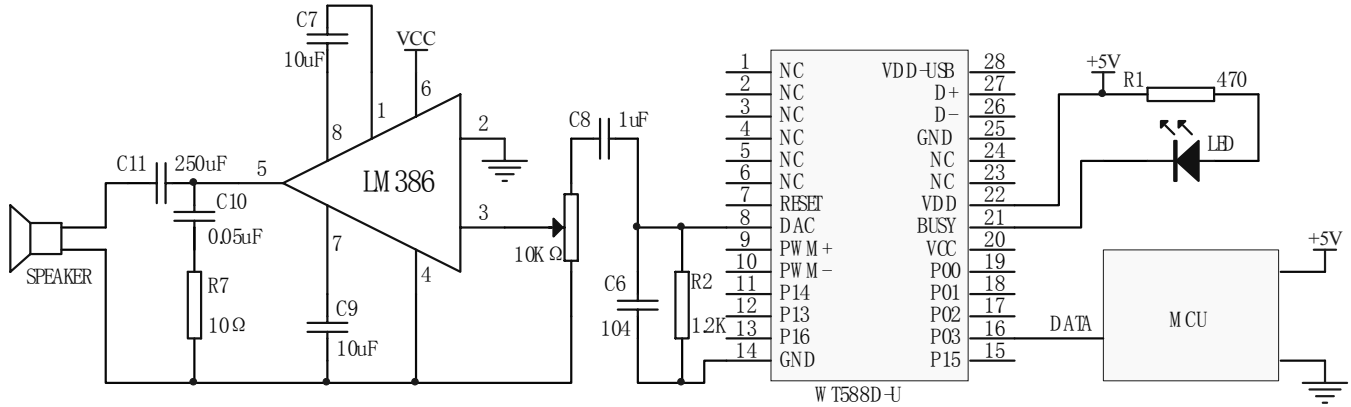 C7
10uF
VCC
8
1
6
C11
250uF
5
LM386
2
C8
1uF
C10
0.05uF
3
10KΩ
SPEAKER
7
4
R7
10Ω
C9
10uF
C6
104
R2
1.2K
1 NC VDD-USB 28
2 NC D+ 27
3 NC D- 26
4 NC GND 25
5 NC NC 24
6 NC NC 23
7 RESET VDD 22
8 DAC BUSY 21
9 PWM+ VCC 20
10 PWM- P00 19
11 P14 P01 18
12 P13 P02 17
13 P16 P03 16
14 GND P15 15
WT588D-U
+5V
R1
470
LED
DATA
MCU
+5V